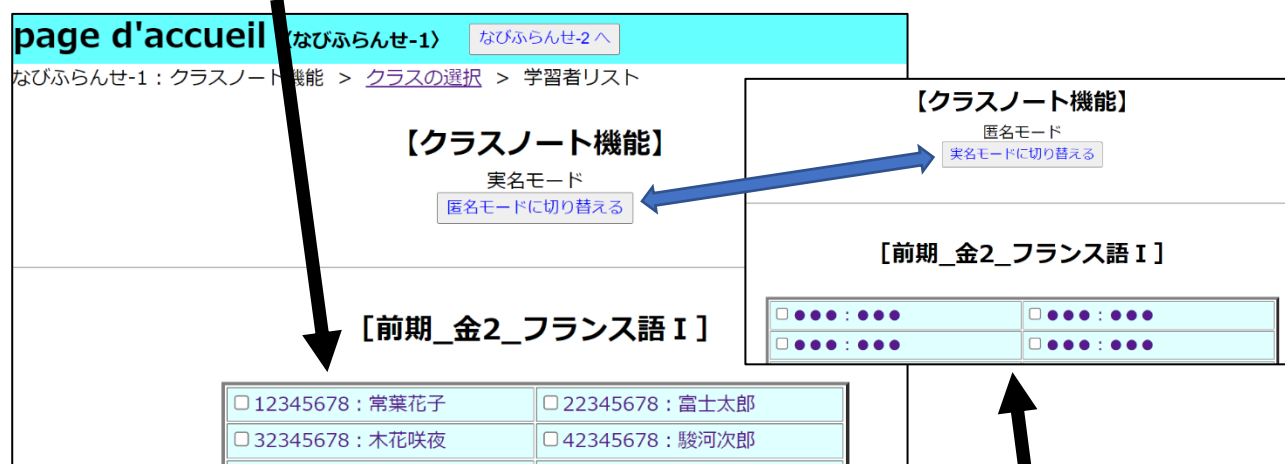 page d'accueil 〈なびふらんせ-1〉 なびふらんせ-2 へ
なびふらんせ-1：クラスノート機能 > クラスの選択 > 学習者リスト
【クラスノート機能】
実名モード
匿名モードに切り替える
［前期_金2_フランス語Ⅰ］
□ 12345678：常葉花子 □ 22345678：富士太郎
□ 32345678：木花咲夜 □ 42345678：駿河次郎
【クラスノート機能】
匿名モード
実名モードに切り替える
［前期_金2_フランス語Ⅰ］
□ ●●●：●●● □ ●●●：●●●
□ ●●●：●●● □ ●●●：●●●